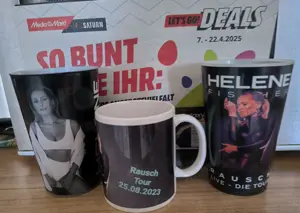 MediaMarkt
SATURN
LET'S GO
DEALS
7. - 22.4.2025
SO BUNT
E IHR:
HELENE
FISCHER
RAUSCH
LIVE - DIE TOUR
Rausch
Tour
25.08.2023